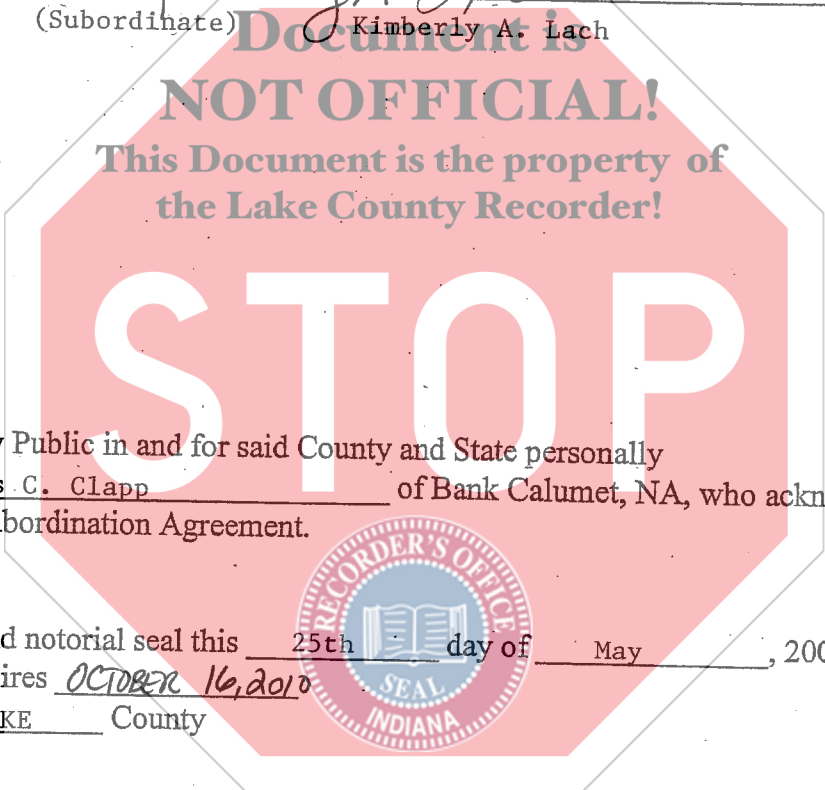 (Subordinate)
Kimberly A. Lach
Document is
NOT OFFICIAL!
This Document is the property of
the Lake County Recorder!
STOP
Public in and for said County and State personally
s C. Clapp of Bank Calumet, NA, who ackn
bordination Agreement.
RECORDER'S OFFICE
SEAL
INDIANA
d notorial seal this 25th day of May, 200
ires OCTOBER 16, 2010
KE County